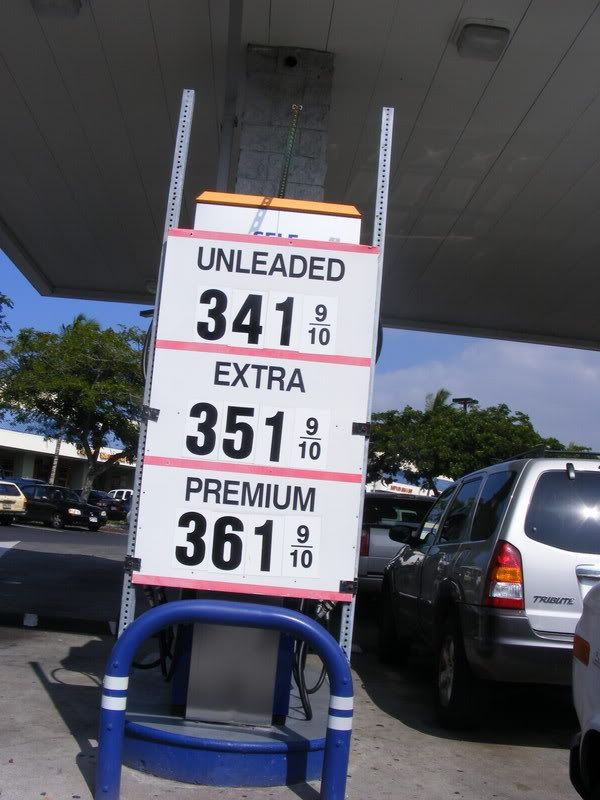 UNLEADED
341 9/10
EXTRA
351 9/10
PREMIUM
361 9/10
TRIBUTE